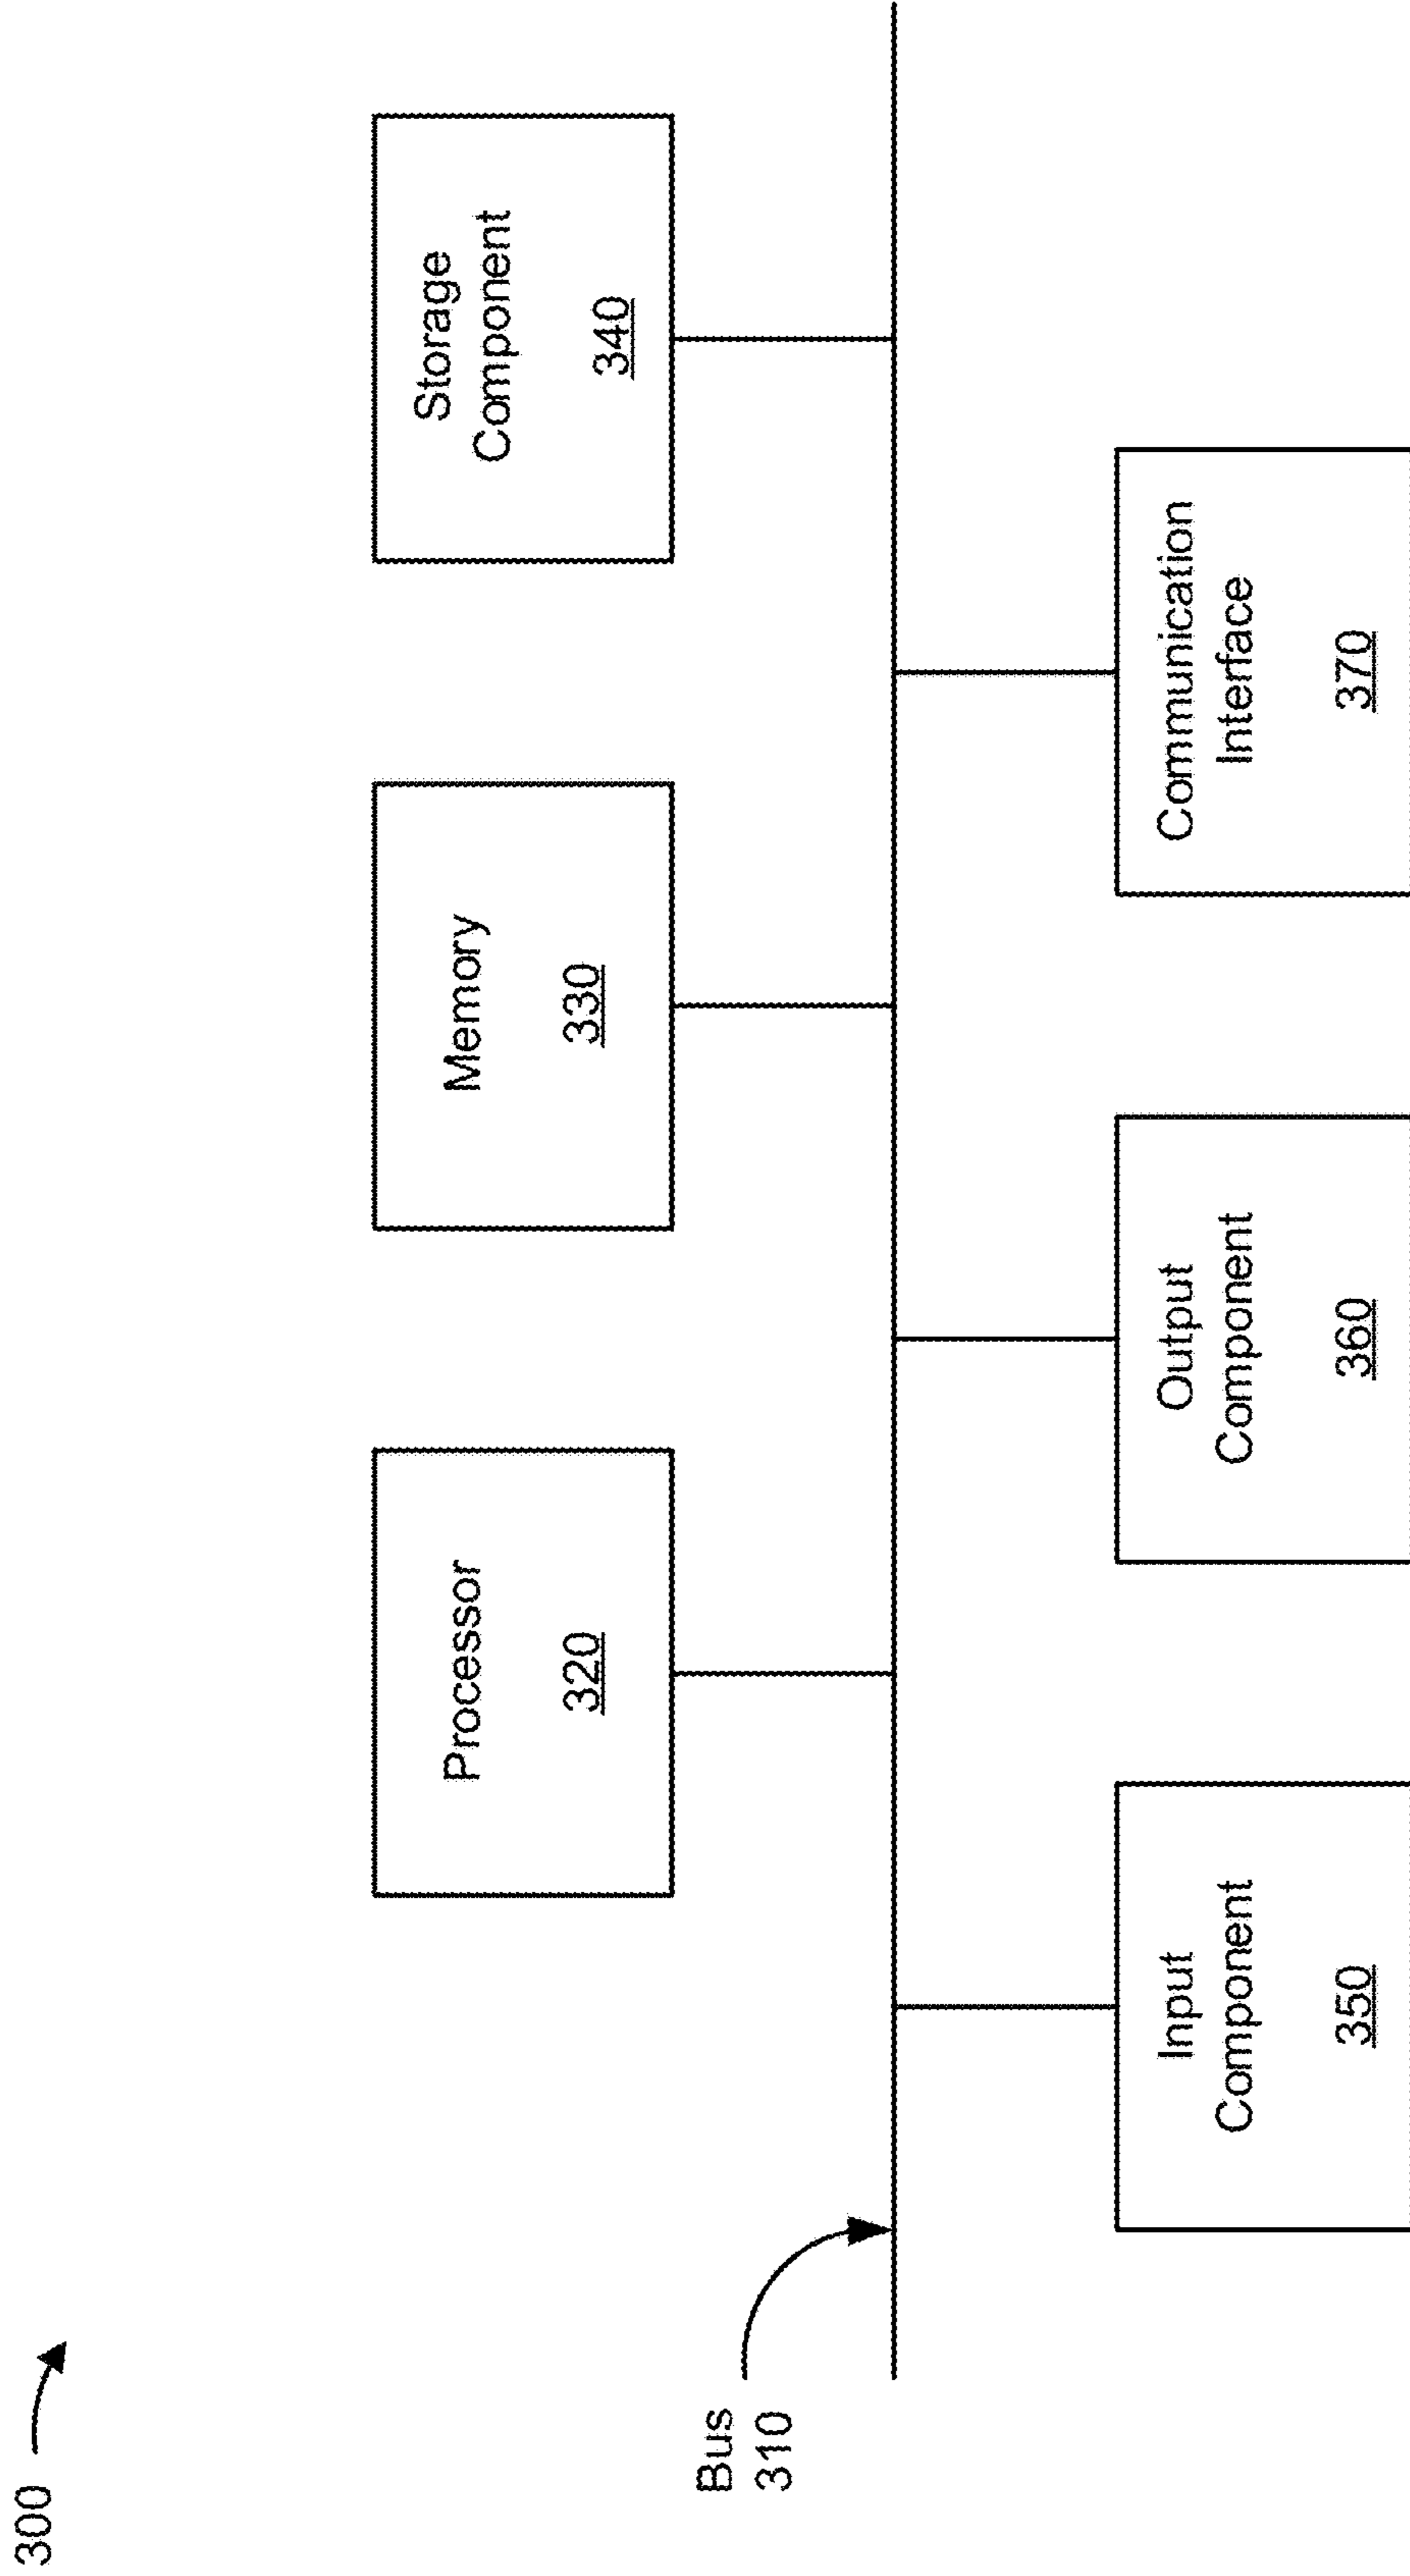 300
Processor
320
Memory
330
Storage
Component
340
Bus
310
Input
Component
350
Output
Component
360
Communication
Interface
370